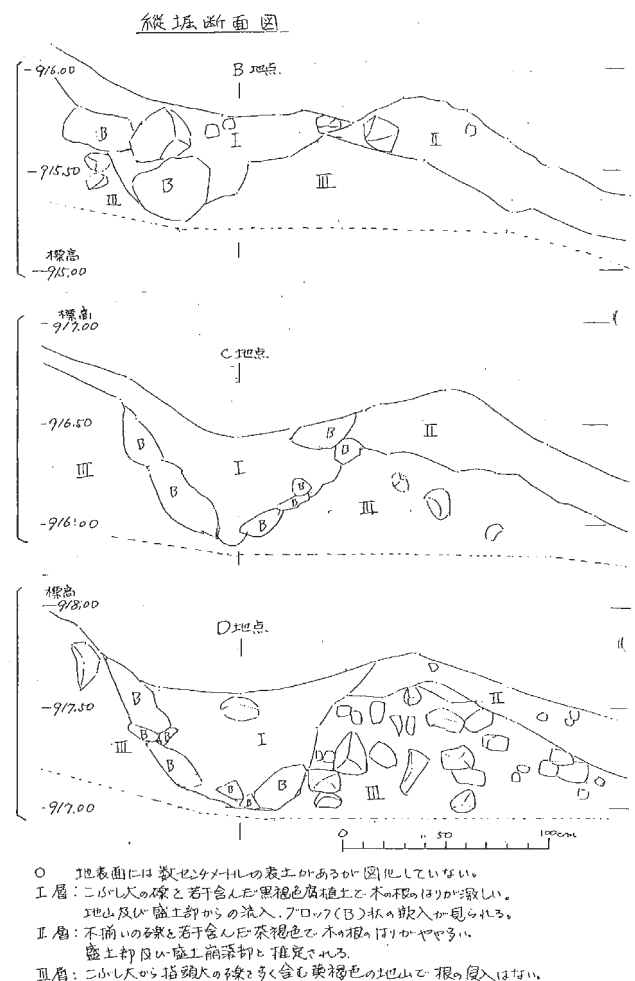 縦堀断面図
B地点
-916.00
B
I
II
-915.50
B
III
III
標高
-915.00
標高
-917.00
C地点
-916.50
B
B
II
B
I
III
B
B
B
III
-916.00
B
標高
-918.00
D地点
D
B
II
-917.50
I
B
B
III
B
B
B
III
B
-917.00
0 50 100cm
○ 地表面には数センチメートルの表土があるが図化していない。
I層:こぶし大の礫を若干含んだ黒褐色腐植土で木の根のはりが激しい。
地山及び盛土部からの流入、ブロック(B)状の散入が見られる。
II層:不揃いの礫を若干含んだ茶褐色で木の根のはりがやや多い。
盛土部及び盛土崩落部と推定される。
III層:こぶし大から指頭大の礫を多く含む黄褐色の地山で根の侵入はない。